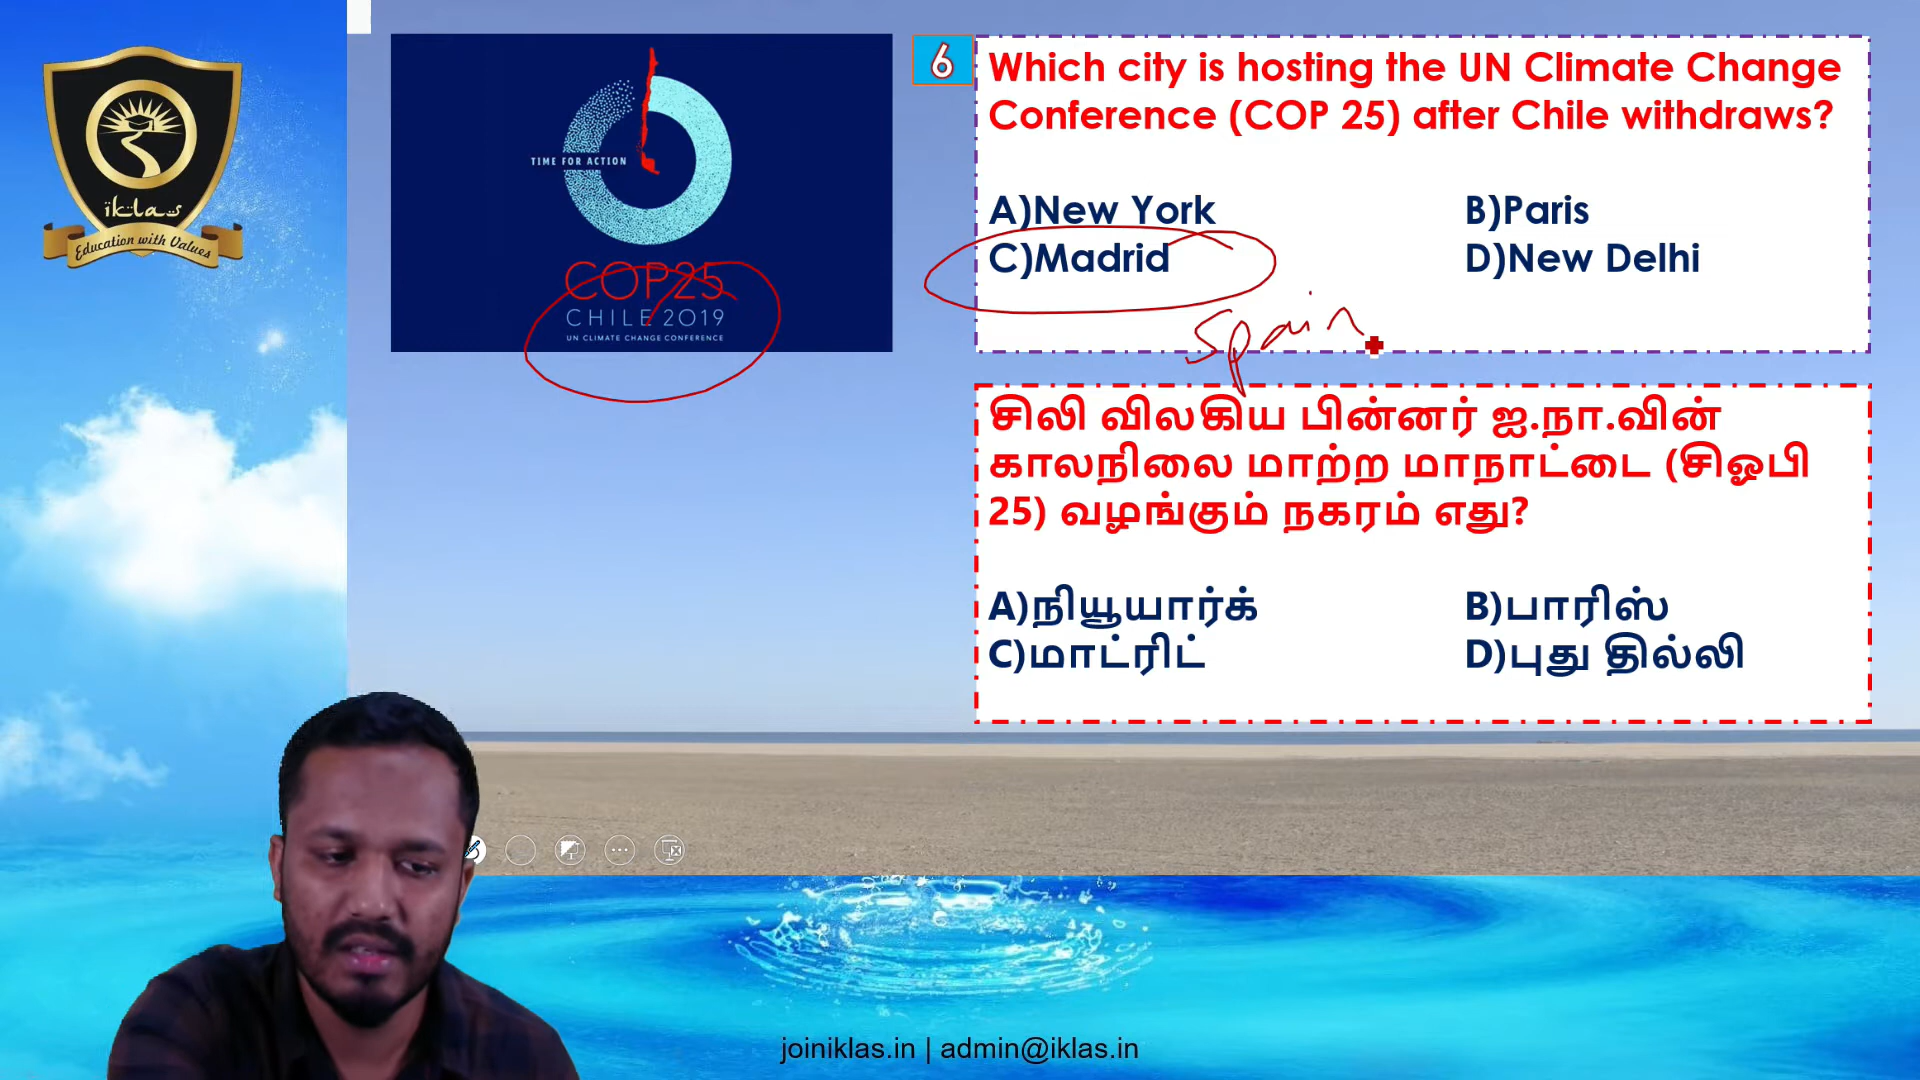 iklas
Education with Values
TIME FOR ACTION
COP25
CHILE 2019
UN CLIMATE CHANGE CONFERENCE
6
Which city is hosting the UN Climate Change
Conference (COP 25) after Chile withdraws?
A)New York B)Paris
C)Madrid D)New Delhi
Spain
சிலி விலகிய பின்னர் ஐ.நா.வின்
காலநிலை மாற்ற மாநாட்டை (சிஓபி
25) வழங்கும் நகரம் எது?
A)நியூயார்க் B)பாரிஸ்
C)மாட்ரிட் D)புது தில்லி
joiniklas.in | admin@iklas.in